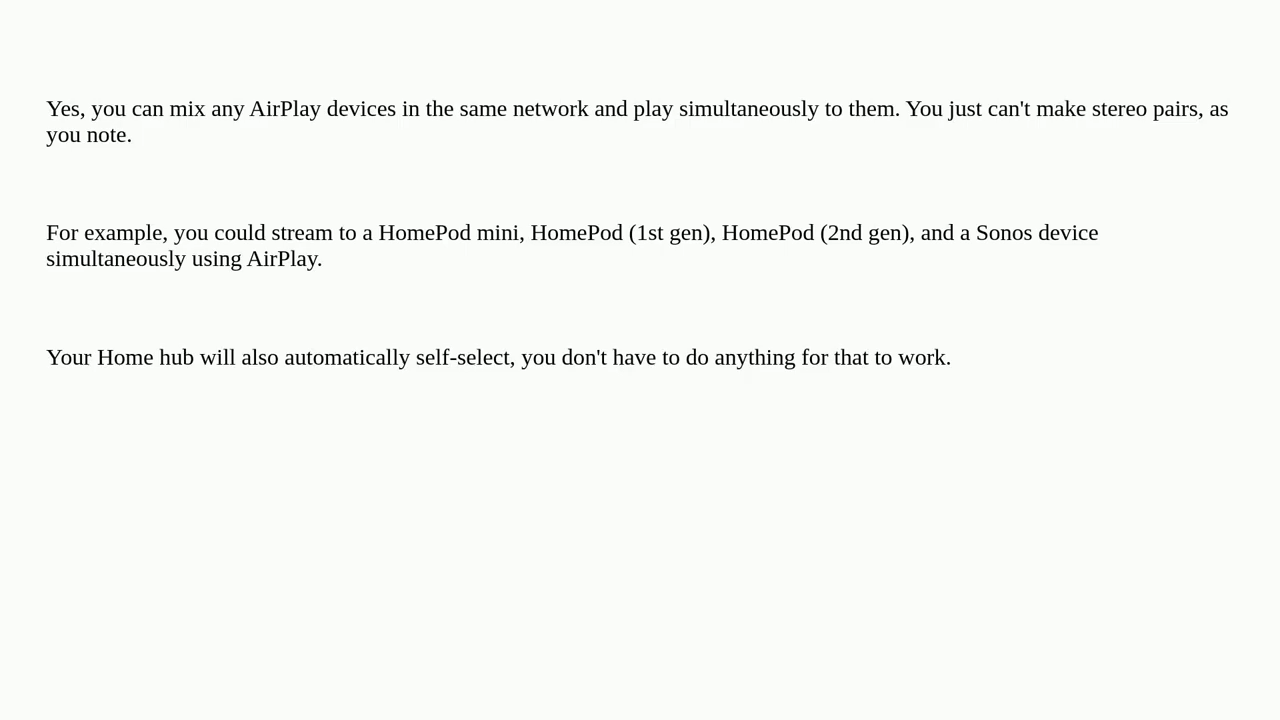 Yes, you can mix any AirPlay devices in the same network and play simultaneously to them. You just can't make stereo pairs, as
you note.
For example, you could stream to a HomePod mini, HomePod (1st gen), HomePod (2nd gen), and a Sonos device
simultaneously using AirPlay.
Your Home hub will also automatically self-select, you don't have to do anything for that to work.